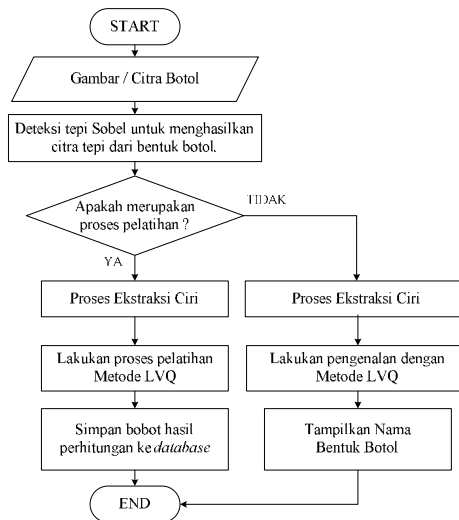 START
Gambar / Citra Botol
Deteksi tepi Sobel untuk menghasilkan
citra tepi dari bentuk botol.
Apakah merupakan
proses pelatihan ?
TIDAK
YA
Proses Ekstraksi Ciri
Proses Ekstraksi Ciri
Lakukan proses pelatihan
Metode LVQ
Lakukan pengenalan dengan
Metode LVQ
Simpan bobot hasil
perhitungan ke database
Tampilkan Nama
Bentuk Botol
END